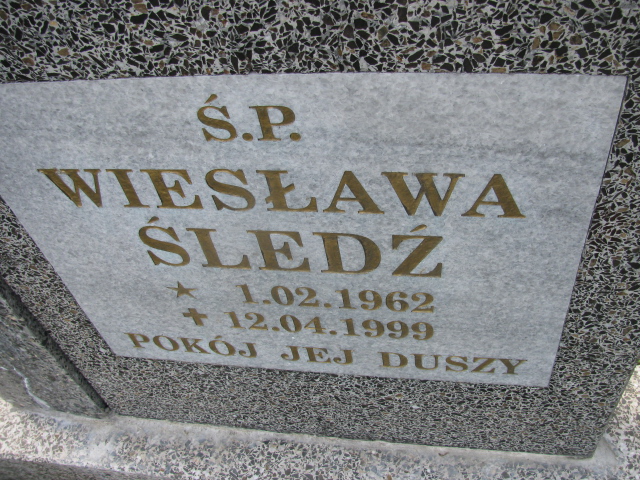 Ś.P.
WIESŁAWA
ŚLEDŹ
★ 1.02.1962
✝ 12.04.1999
POKÓJ JEJ DUSZY